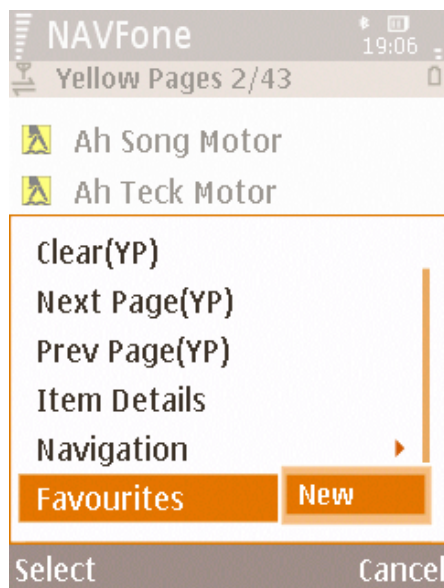 NAVFone
19:06
Yellow Pages 2/43
Ah Song Motor
Ah Teck Motor
Clear(YP)
Next Page(YP)
Prev Page(YP)
Item Details
Navigation
Favourites
New
Select
Cancel